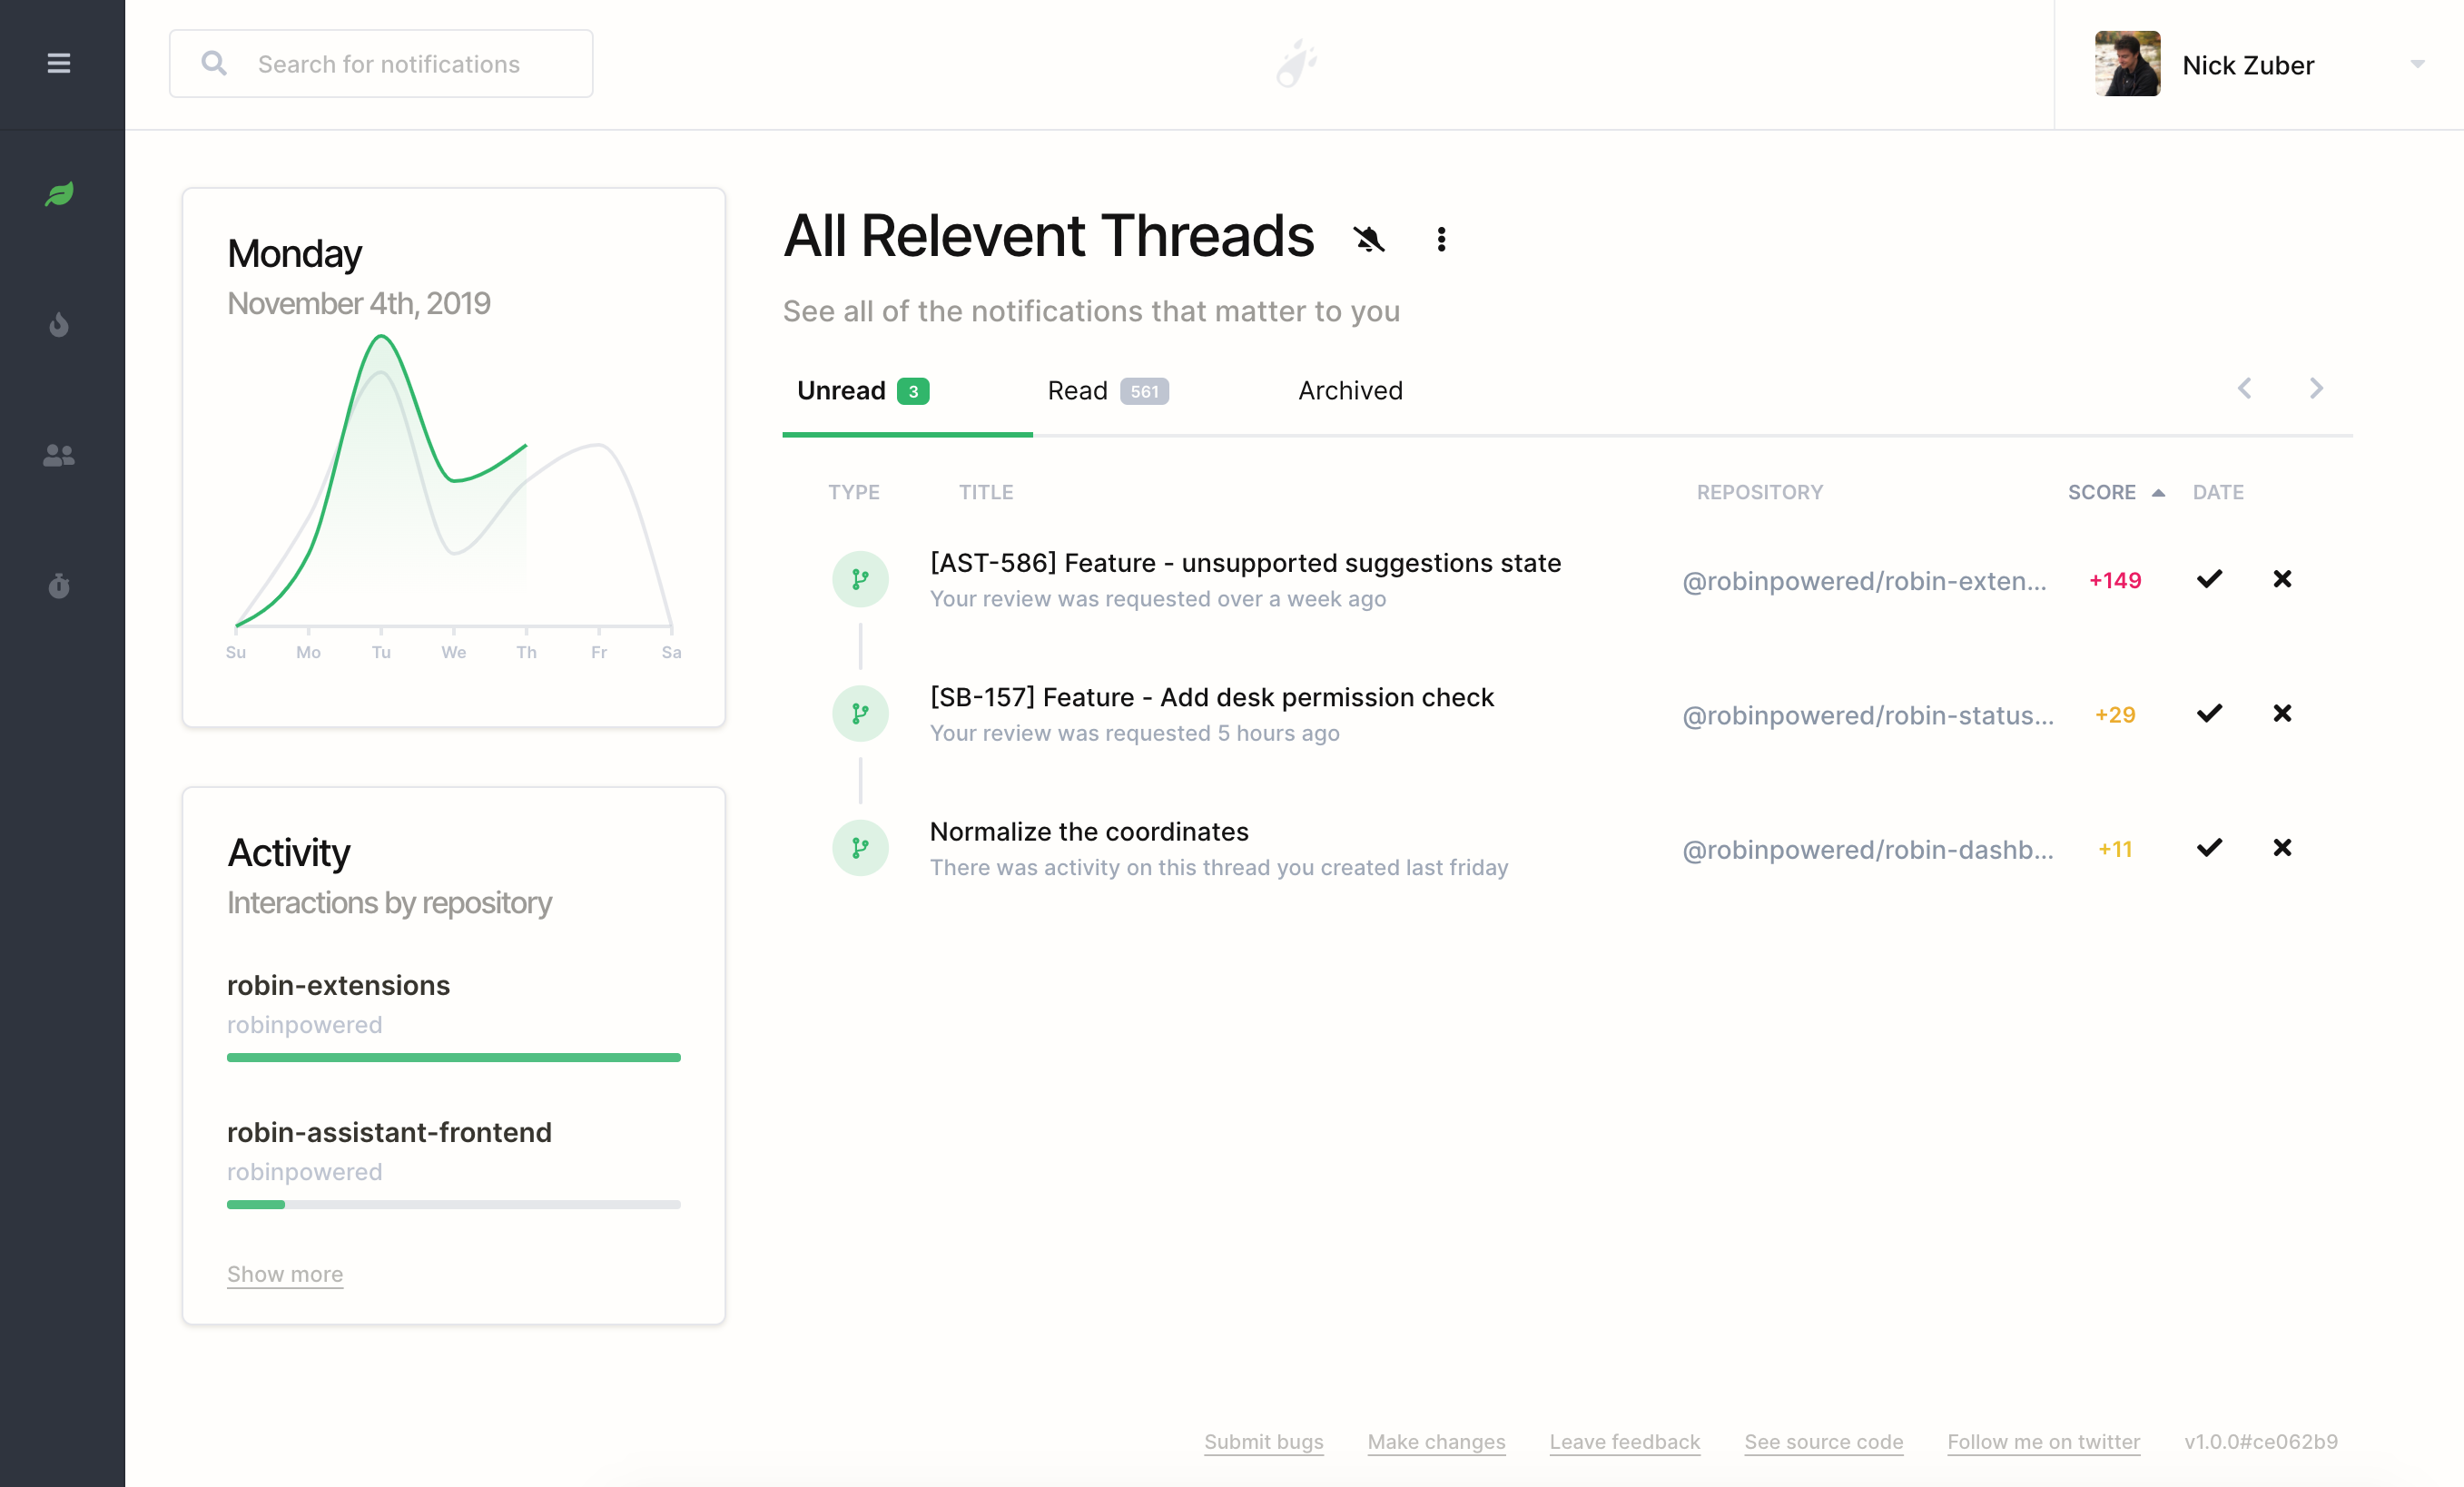 Search for notifications
Nick Zuber
Monday
November 4th, 2019
Su Mo Tu We Th Fr Sa
Activity
Interactions by repository
robin-extensions
robinpowered
robin-assistant-frontend
robinpowered
Show more
All Relevent Threads
See all of the notifications that matter to you
Unread 3 Read 561 Archived
TYPE TITLE REPOSITORY SCORE DATE
[AST-586] Feature - unsupported suggestions state
Your review was requested over a week ago
@robinpowered/robin-exten... +149
[SB-157] Feature - Add desk permission check
Your review was requested 5 hours ago
@robinpowered/robin-status... +29
Normalize the coordinates
There was activity on this thread you created last friday
@robinpowered/robin-dashb... +11
Submit bugs Make changes Leave feedback See source code Follow me on twitter v1.0.0#ce062b9